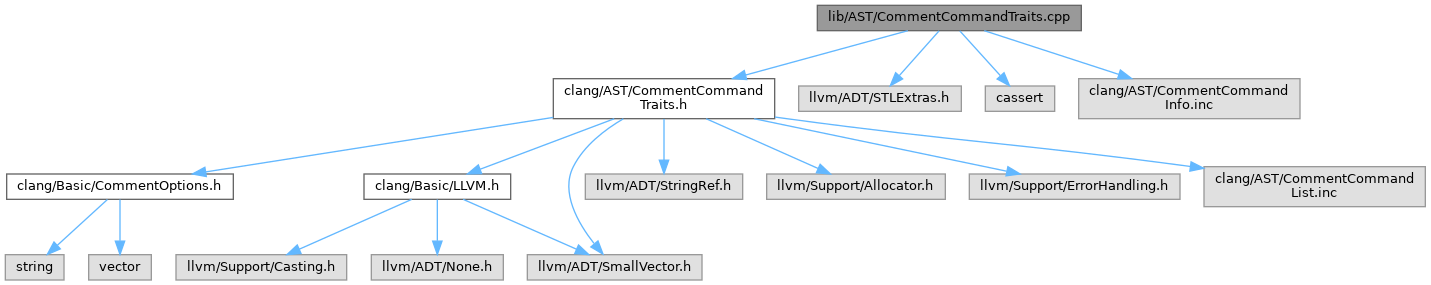 lib/AST/CommentCommandTraits.cpp
clang/AST/CommentCommand
Traits.h
llvm/ADT/STLExtras.h
cassert
clang/AST/CommentCommand
Info.inc
clang/Basic/CommentOptions.h
clang/Basic/LLVM.h
llvm/ADT/StringRef.h
llvm/Support/Allocator.h
llvm/Support/ErrorHandling.h
clang/AST/CommentCommand
List.inc
string
vector
llvm/Support/Casting.h
llvm/ADT/None.h
llvm/ADT/SmallVector.h